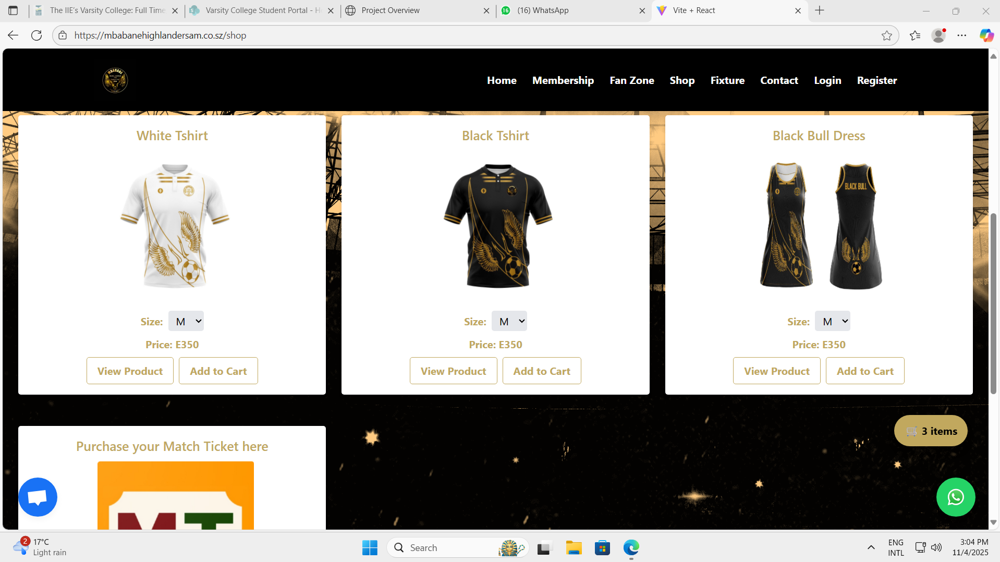 The IIE's Varsity College: Full Time
Varsity College Student Portal - H
Project Overview
16
(16) WhatsApp
Vite + React
https://mbabanehighlandersam.co.sz/shop
MBABANE
Home
Membership
Fan Zone
Shop
Fixture
Contact
Login
Register
White Tshirt
Black Tshirt
Black Bull Dress
BLACK BULL
Size: M
Size: M
Size: M
Price: E350
Price: E350
Price: E350
View Product
Add to Cart
View Product
Add to Cart
View Product
Add to Cart
3 items
Purchase your Match Ticket here
MT
2
17°C
Light rain
Search
ENG
INTL
3:04 PM
11/4/2025